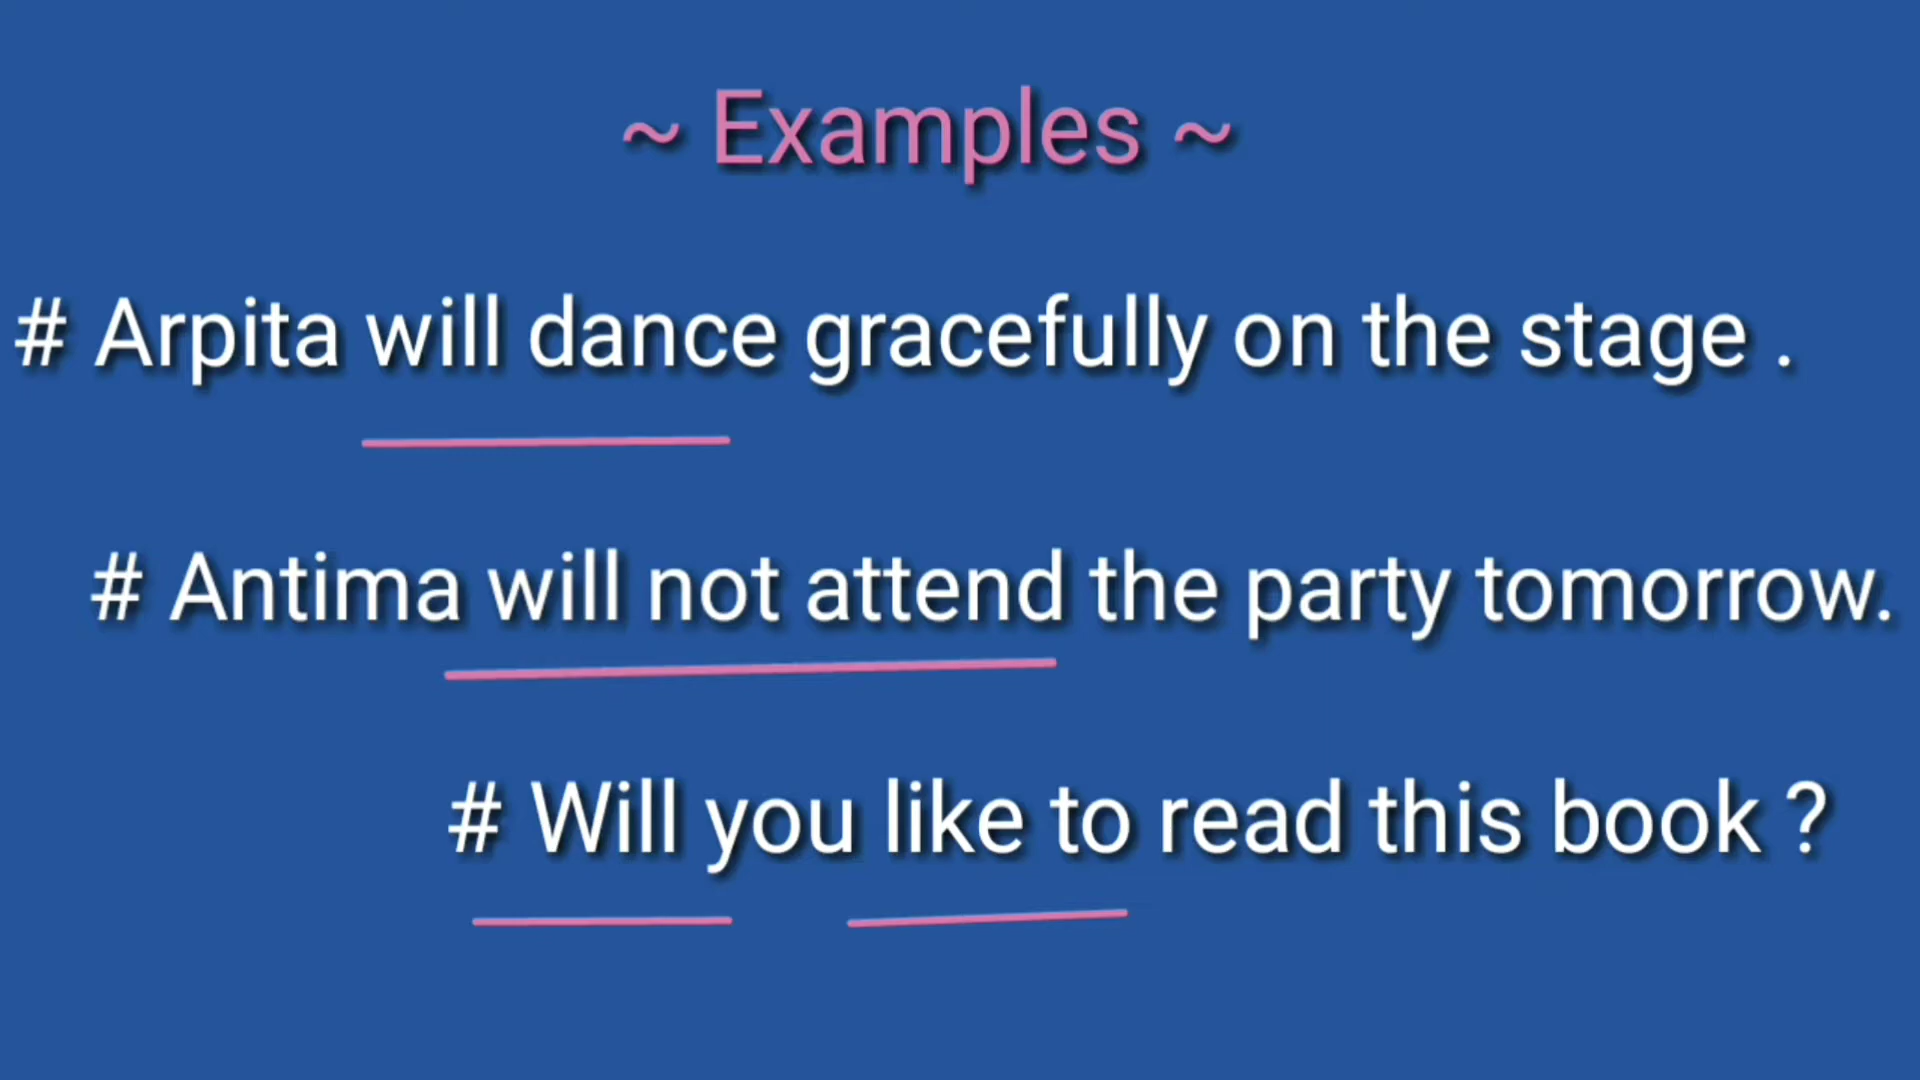 ~ Examples ~
# Arpita will dance gracefully on the stage .
# Antima will not attend the party tomorrow.
# Will you like to read this book ?